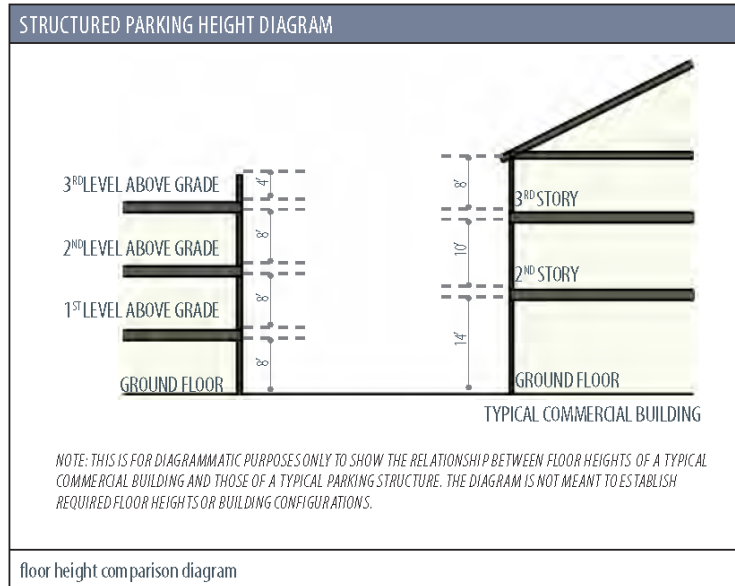 STRUCTURED PARKING HEIGHT DIAGRAM
3RD LEVEL ABOVE GRADE
4'
8'
3RD STORY
2ND LEVEL ABOVE GRADE
8'
10'
2ND STORY
1ST LEVEL ABOVE GRADE
8'
14'
GROUND FLOOR
8'
GROUND FLOOR
TYPICAL COMMERCIAL BUILDING
NOTE: THIS IS FOR DIAGRAMMATIC PURPOSES ONLY TO SHOW THE RELATIONSHIP BETWEEN FLOOR HEIGHTS OF A TYPICAL
COMMERCIAL BUILDING AND THOSE OF A TYPICAL PARKING STRUCTURE. THE DIAGRAM IS NOT MEANT TO ESTABLISH
REQUIRED FLOOR HEIGHTS OR BUILDING CONFIGURATIONS.
floor height comparison diagram